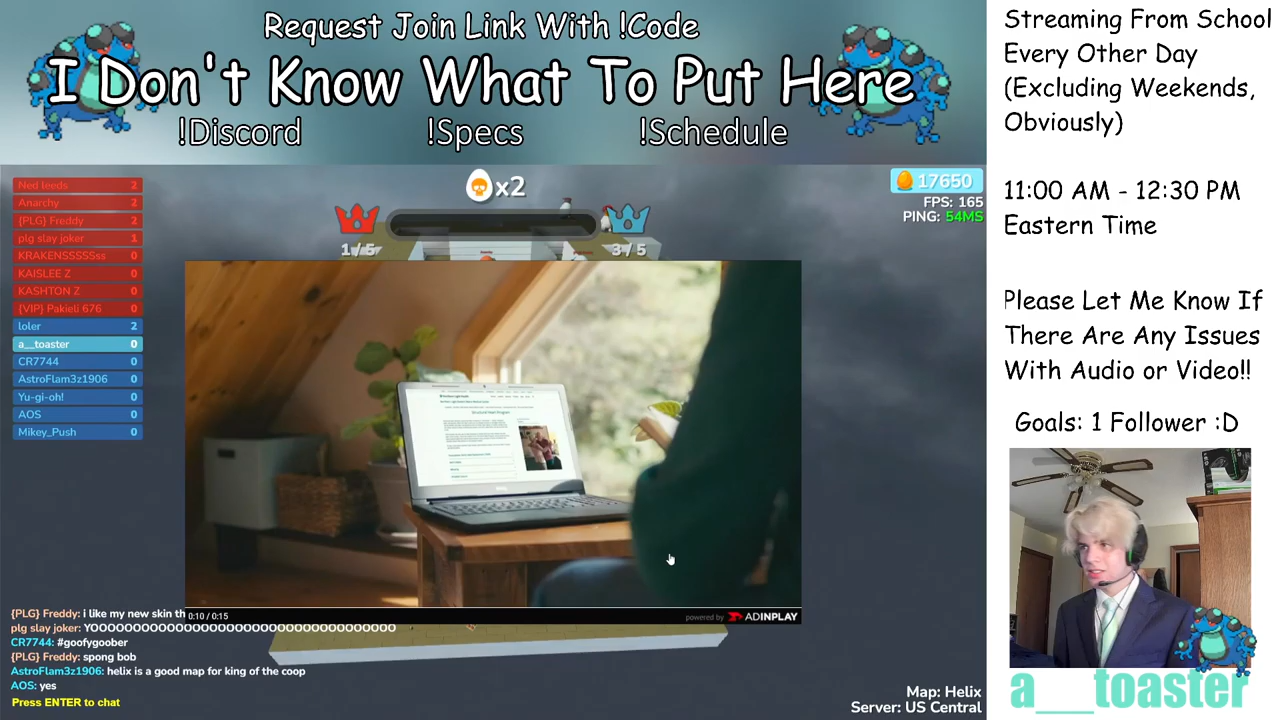 Request Join Link With !Code
I Don't Know What To Put Here
!Discord !Specs !Schedule
Streaming From School
Every Other Day
(Excluding Weekends,
Obviously)
11:00 AM - 12:30 PM
Eastern Time
Please Let Me Know If
There Are Any Issues
With Audio or Video!!
Goals: 1 Follower :D
a__toaster
x2
17650
FPS: 165
PING: 54MS
1/5
3/5
Ned leeds 2
Anarchy 2
{PLG} Freddy 2
plg slay joker 1
KRAKENSSSSSss 0
KAISLEE Z 0
KASHTON Z 0
[VIP] Pakieli 676 0
loler 2
a__toaster 0
CR7744 0
AstroFlam3z1906 0
Yu-gi-oh! 0
AOS 0
Mikey_Push 0
0:10 / 0:15
powered by ADINPLAY
{PLG} Freddy: i like my new skin th
plg slay joker: YOOOOOOOOOOOOOOOOOOOOOOOOOOOOOOOOOOO
CR7744: #goofygoober
{PLG} Freddy: spong bob
AstroFlam3z1906: helix is a good map for king of the coop
AOS: yes
Press ENTER to chat
Map: Helix
Server: US Central